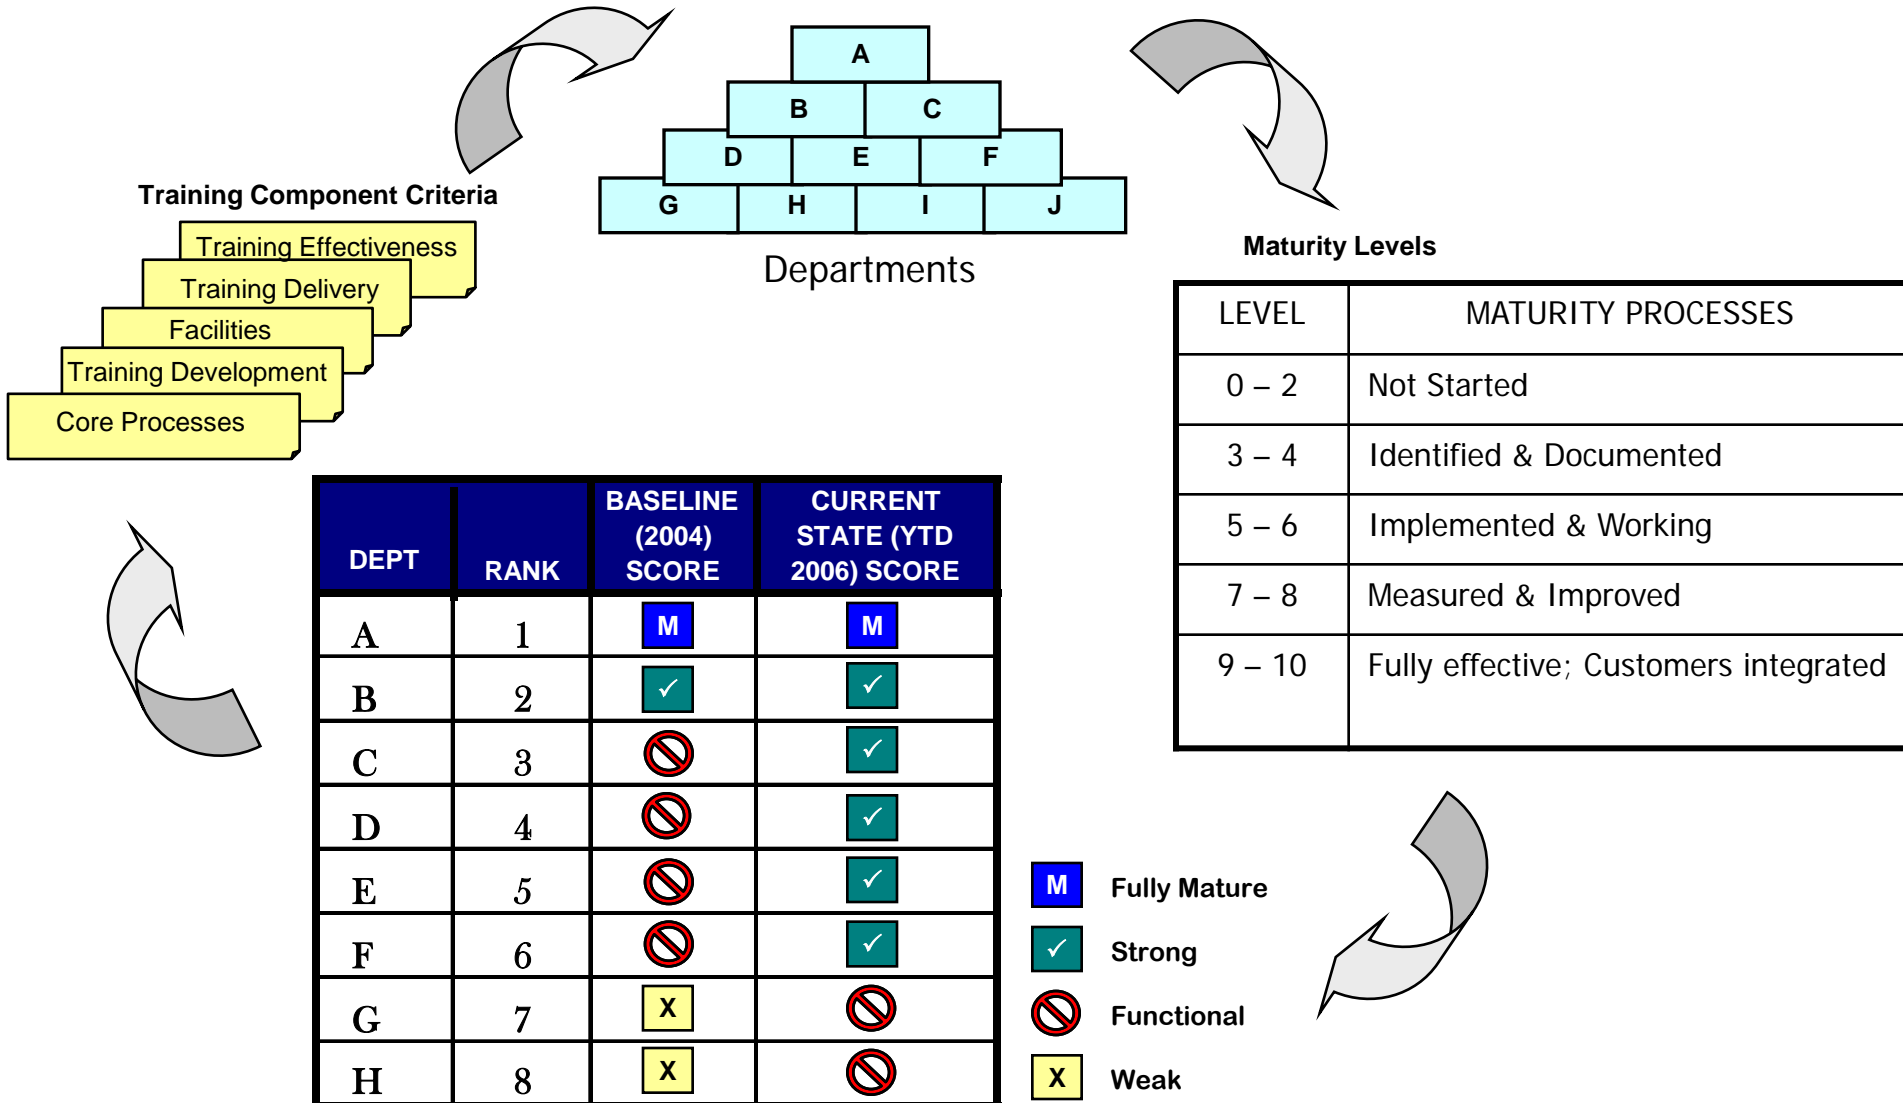 A
B C
D E F
G H I J
Departments
Training Component Criteria
Training Effectiveness
Training Delivery
Facilities
Training Development
Core Processes
Maturity Levels
LEVEL MATURITY PROCESSES
0 – 2 Not Started
3 – 4 Identified & Documented
5 – 6 Implemented & Working
7 – 8 Measured & Improved
9 – 10 Fully effective; Customers integrated
DEPT RANK BASELINE (2004) SCORE CURRENT STATE (YTD 2006) SCORE
A 1 M M
B 2 ✓ ✓
C 3 ✓
D 4 ✓
E 5 ✓
F 6 ✓
G 7 X
H 8 X
M Fully Mature
✓ Strong
Functional
X Weak